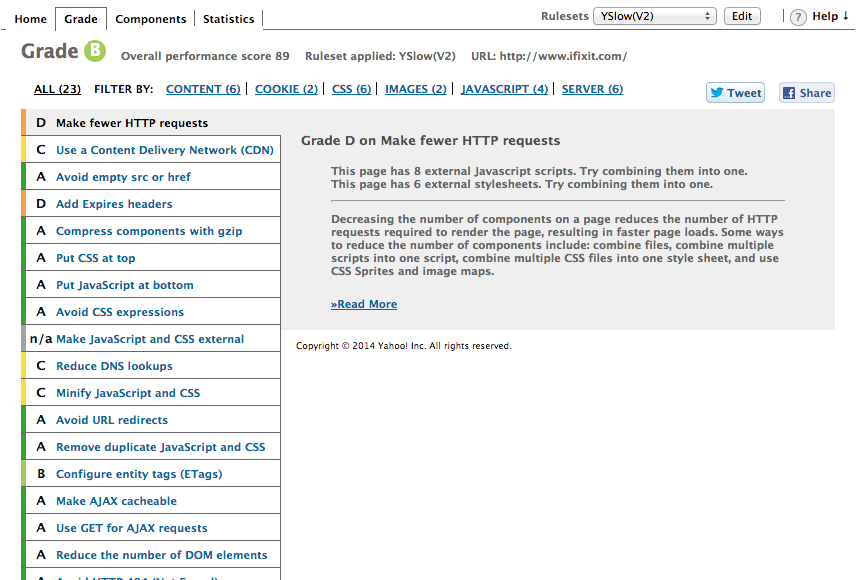 Home Grade Components Statistics Rulesets YSlow(V2) Edit ? Help ↓
Grade B Overall performance score 89 Ruleset applied: YSlow(V2) URL: http://www.ifixit.com/
ALL (23) FILTER BY: CONTENT (6) | COOKIE (2) | CSS (6) | IMAGES (2) | JAVASCRIPT (4) | SERVER (6)
Tweet Share
D Make fewer HTTP requests
C Use a Content Delivery Network (CDN)
A Avoid empty src or href
D Add Expires headers
A Compress components with gzip
A Put CSS at top
A Put JavaScript at bottom
A Avoid CSS expressions
n/a Make JavaScript and CSS external
C Reduce DNS lookups
C Minify JavaScript and CSS
A Avoid URL redirects
A Remove duplicate JavaScript and CSS
B Configure entity tags (ETags)
A Make AJAX cacheable
A Use GET for AJAX requests
A Reduce the number of DOM elements
Grade D on Make fewer HTTP requests
This page has 8 external Javascript scripts. Try combining them into one.
This page has 6 external stylesheets. Try combining them into one.
Decreasing the number of components on a page reduces the number of HTTP
requests required to render the page, resulting in faster page loads. Some ways
to reduce the number of components include: combine files, combine multiple
scripts into one script, combine multiple CSS files into one style sheet, and use
CSS Sprites and image maps.
»Read More
Copyright © 2014 Yahoo! Inc. All rights reserved.